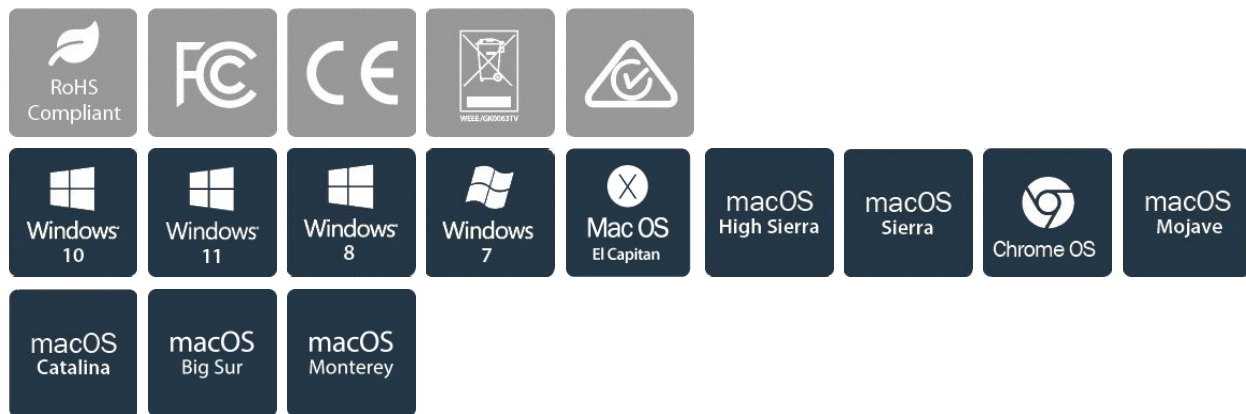 RoHS
Compliant
FC
CE
WEEE/GK0083TV
Windows
10
Windows
11
Windows
8
Windows
7
X
Mac OS
El Capitan
macOS
High Sierra
macOS
Sierra
Chrome OS
macOS
Mojave
macOS
Catalina
macOS
Big Sur
macOS
Monterey